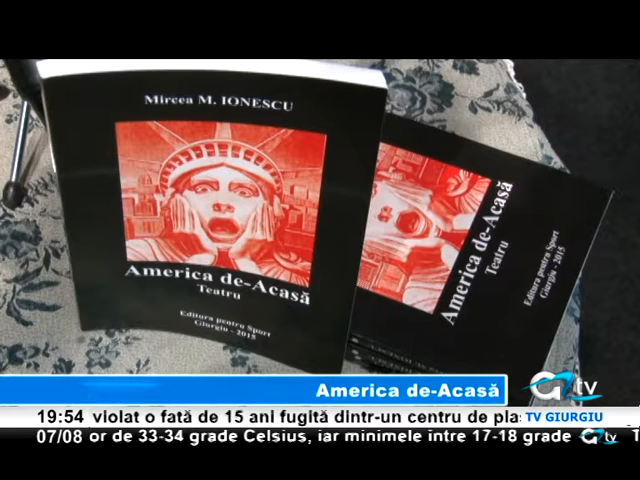 Mircea M. IONESCU
America de-Acasă
Teatru
Editura pentru Sport
Giurgiu - 2015
America de-Acasă
Teatru
Editura pentru Sport
Giurgiu - 2015
America de-Acasă
G tv
19:54 violat o fată de 15 ani fugită dintr-un centru de pla
TV GIURGIU
07/08 or de 33-34 grade Celsius, iar minimele între 17-18 grade
G tv
T